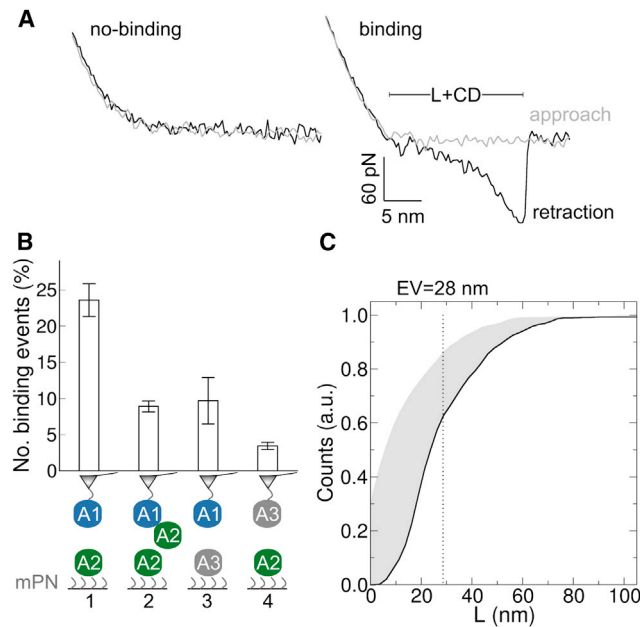 A
no-binding
binding
L+CD
approach
60 pN
5 nm
retraction
B
No. binding events (%)
25
20
15
10
5
0
A1 A1 A1 A3
A2
A2 A2 A3 A2
mPN
1 2 3 4
C
EV=28 nm
Counts (a.u.)
1.0
0.8
0.6
0.4
0.2
0.0
0 20 40 60 80 100
L (nm)